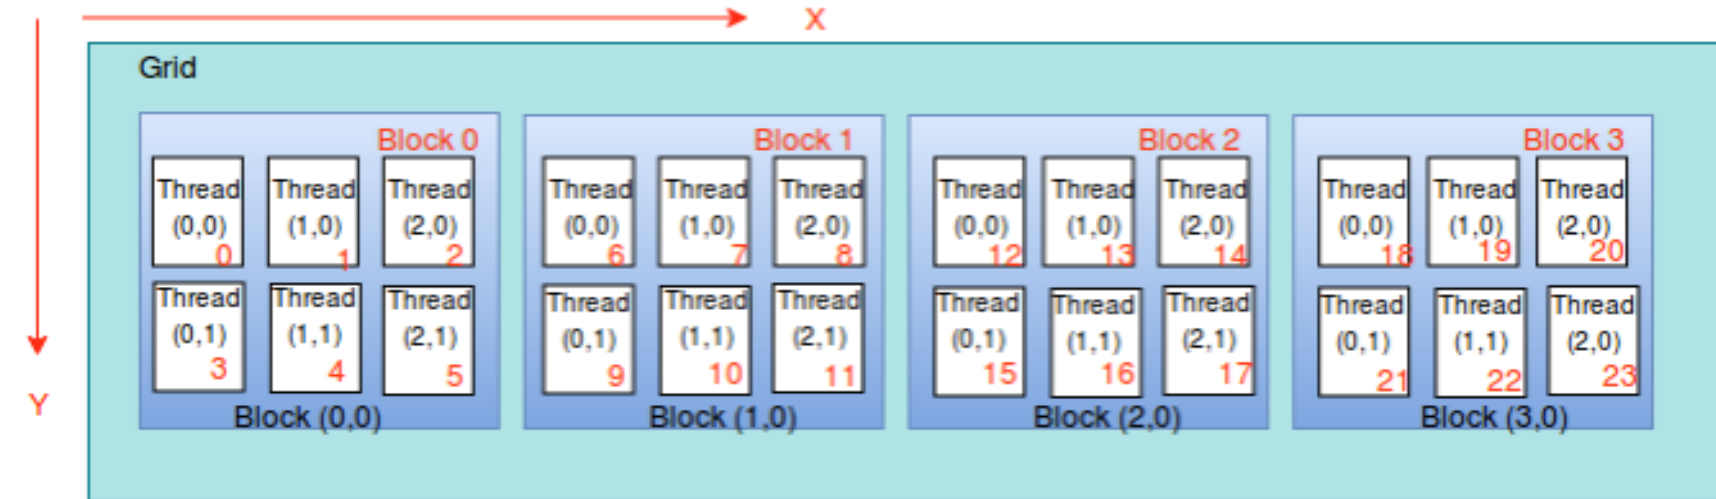 X
Grid
Block 0 Block 1 Block 2 Block 3
Thread Thread Thread Thread Thread Thread Thread Thread Thread Thread Thread Thread
(0,0) (1,0) (2,0) (0,0) (1,0) (2,0) (0,0) (1,0) (2,0) (0,0) (1,0) (2,0)
0 1 2 6 7 8 12 13 14 18 19 20
Thread Thread Thread Thread Thread Thread Thread Thread Thread Thread Thread Thread
(0,1) (1,1) (2,1) (0,1) (1,1) (2,1) (0,1) (1,1) (2,1) (0,1) (1,1) (2,0)
3 4 5 9 10 11 15 16 17 21 22 23
Y
Block (0,0) Block (1,0) Block (2,0) Block (3,0)